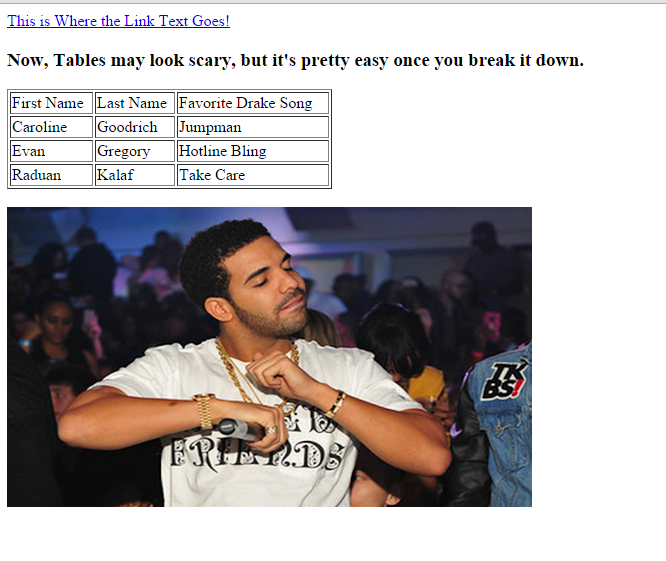 This is Where the Link Text Goes!
Now, Tables may look scary, but it's pretty easy once you break it down.
First Name Last Name Favorite Drake Song
Caroline Goodrich Jumpman
Evan Gregory Hotline Bling
Raduan Kalaf Take Care
TK
BS!
FRIENDS